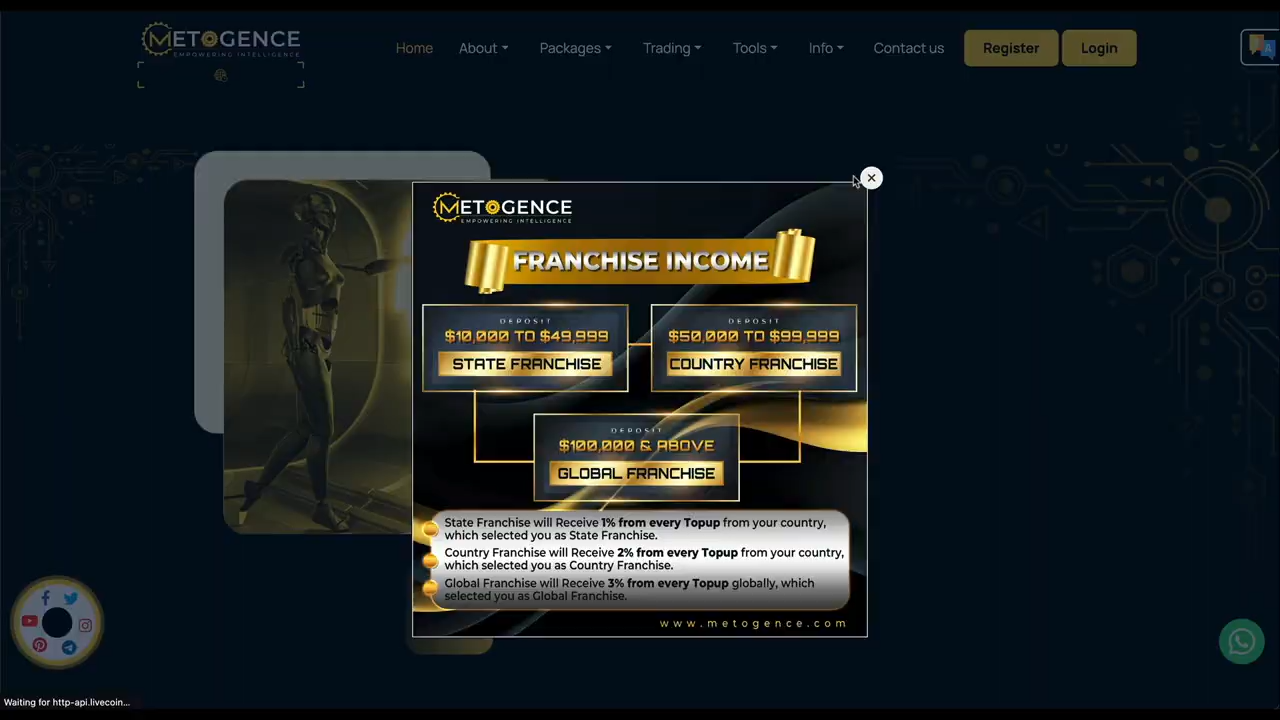 METOGENCE
EMPOWERING INTELLIGENCE
Home About Packages Trading Tools Info Contact us Register Login
METOGENCE
EMPOWERING INTELLIGENCE
FRANCHISE INCOME
DEPOSIT
$10,000 TO $49,999
STATE FRANCHISE
DEPOSIT
$50,000 TO $99,999
COUNTRY FRANCHISE
DEPOSIT
$100,000 & ABOVE
GLOBAL FRANCHISE
State Franchise will Receive 1% from every Topup from your country,
which selected you as State Franchise.
Country Franchise will Receive 2% from every Topup from your country,
which selected you as Country Franchise.
Global Franchise will Receive 3% from every Topup globally, which
selected you as Global Franchise.
www.metogence.com
Waiting for http-api.livecoin...